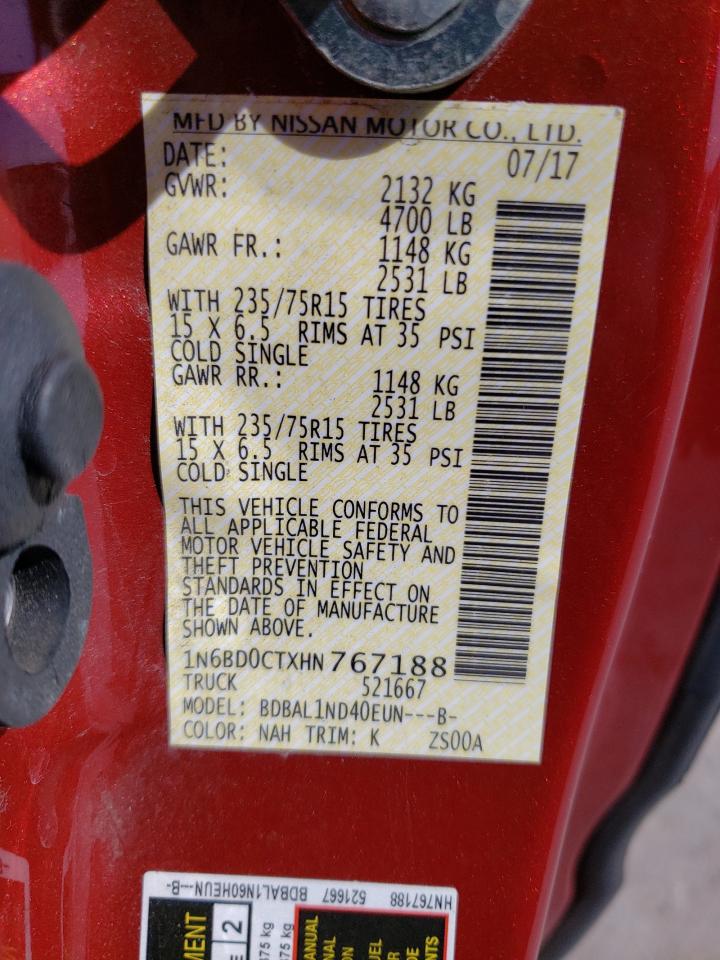 MFD BY NISSAN MOTOR CO., LTD.
DATE: 07/17
GVWR: 2132 KG
4700 LB
GAWR FR.: 1148 KG
2531 LB
WITH 235/75R15 TIRES
15 X 6.5 RIMS AT 35 PSI
COLD SINGLE
GAWR RR.: 1148 KG
2531 LB
WITH 235/75R15 TIRES
15 X 6.5 RIMS AT 35 PSI
COLD SINGLE
THIS VEHICLE CONFORMS TO
ALL APPLICABLE FEDERAL
MOTOR VEHICLE SAFETY AND
THEFT PREVENTION
STANDARDS IN EFFECT ON
THE DATE OF MANUFACTURE
SHOWN ABOVE.
1N6BD0CTXHN767188
TRUCK 521667
MODEL: BDBAL1ND40EUN---B-
COLOR: NAH TRIM: K ZS00A
HN767188 521667 BDBAL1N60HEUN---B-
2